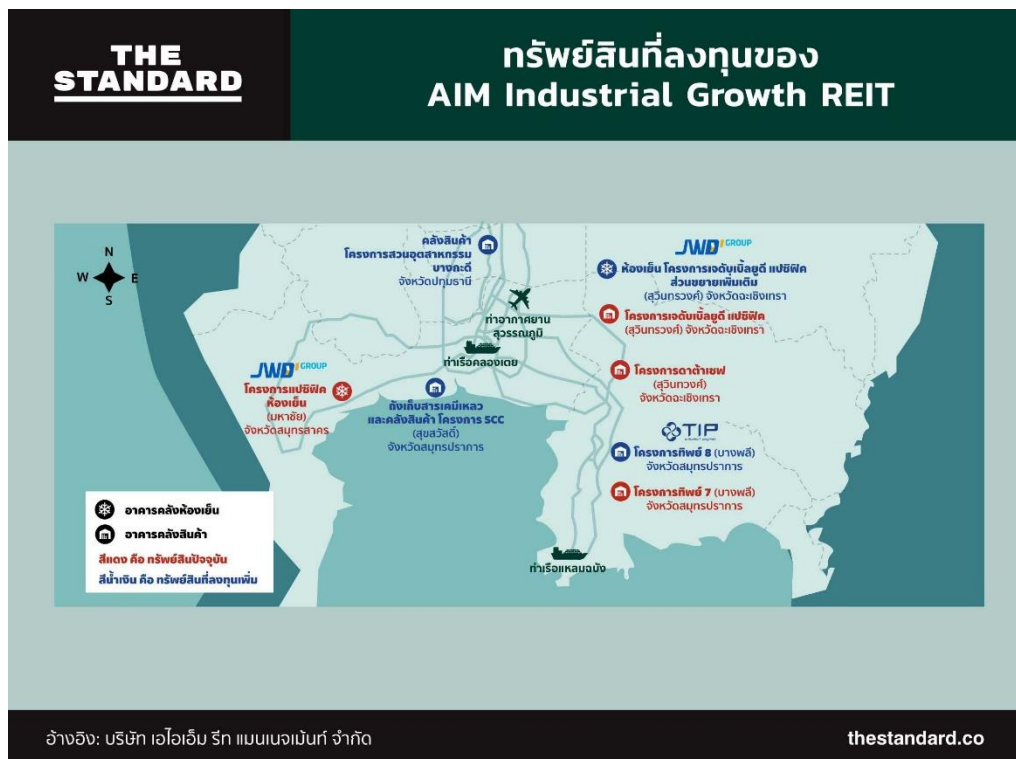 THE
STANDARD
ทรัพย์สินที่ลงทุนของ
AIM Industrial Growth REIT
N
W
E
S
คลังสินค้า
โครงการสวนอุตสาหกรรม
บางกะดี
จังหวัดปทุมธานี
ท่าอากาศยาน
สุวรรณภูมิ
ท่าเรือคลองเตย
JWD GROUP
ห้องเย็น โครงการเจดับเบิ้ลยูดี แปซิฟิค
ส่วนขยายเพิ่มเติม
(สุวินทวงศ์) จังหวัดฉะเชิงเทรา
โครงการเจดับเบิ้ลยูดี แปซิฟิค
(สุวินทวงศ์) จังหวัดฉะเชิงเทรา
JWD GROUP
โครงการแปซิฟิค
ห้องเย็น
(มหาชัย)
จังหวัดสมุทรสาคร
ถังเก็บสารเคมีเหลว
และคลังสินค้า โครงการ SCC
(สุขสวัสดิ์)
จังหวัดสมุทรปราการ
โครงการดาต้าเซฟ
(สุวินทวงศ์)
จังหวัดฉะเชิงเทรา
TIP
โครงการทิพย์ 8 (บางพลี)
จังหวัดสมุทรปราการ
โครงการทิพย์ 7 (บางพลี)
จังหวัดสมุทรปราการ
ท่าเรือแหลมฉบัง
อาคารคลังห้องเย็น
อาคารคลังสินค้า
สีแดง คือ ทรัพย์สินปัจจุบัน
สีน้ำเงิน คือ ทรัพย์สินที่ลงทุนเพิ่ม
อ้างอิง: บริษัท เอไอเอ็ม รีท แมนเนจเม้นท์ จำกัด
thestandard.co